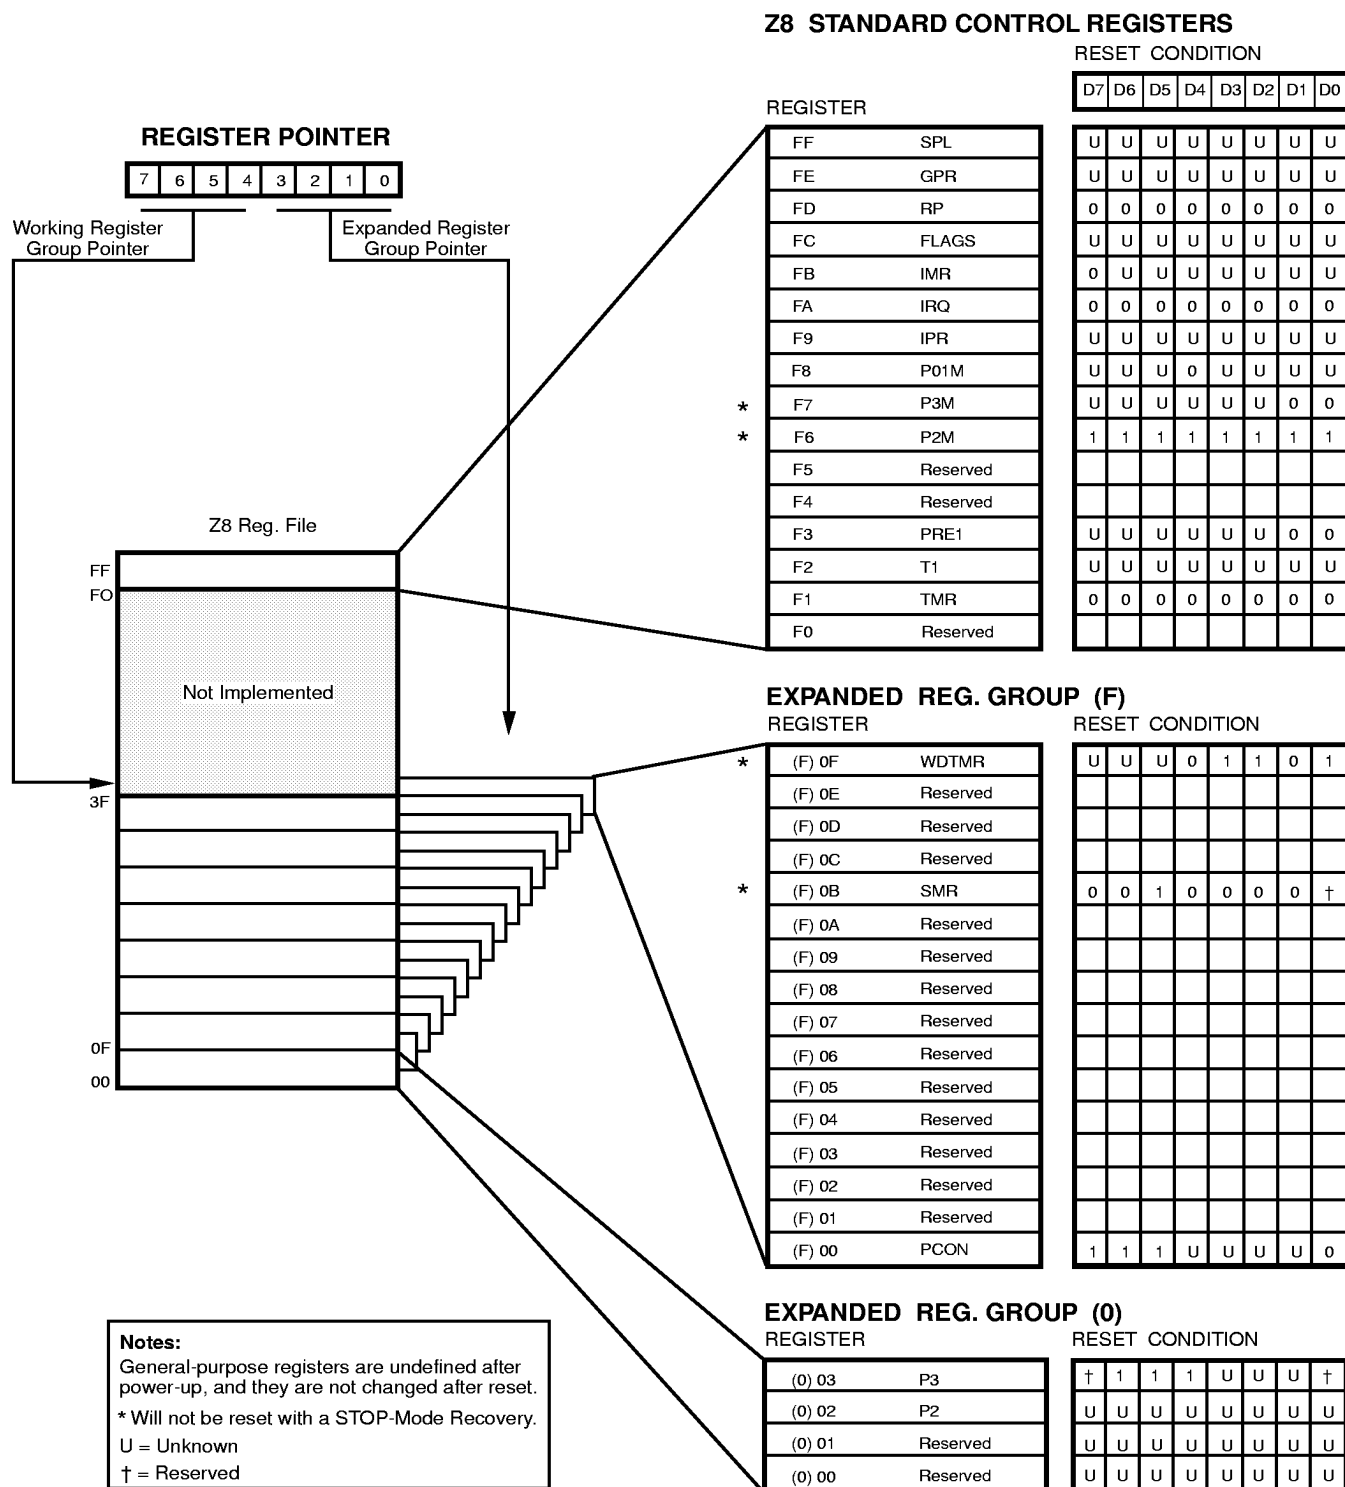 Z8 STANDARD CONTROL REGISTERS
RESET CONDITION
D7 D6 D5 D4 D3 D2 D1 D0
REGISTER
FF SPL U U U U U U U U
FE GPR U U U U U U U U
FD RP 0 0 0 0 0 0 0 0
FC FLAGS U U U U U U U U
FB IMR 0 U U U U U U U
FA IRQ 0 0 0 0 0 0 0 0
F9 IPR U U U U U U U U
F8 P01M U U U 0 U U U U
* F7 P3M U U U U U U 0 0
* F6 P2M 1 1 1 1 1 1 1 1
F5 Reserved
F4 Reserved
F3 PRE1 U U U U U U 0 0
F2 T1 U U U U U U U U
F1 TMR 0 0 0 0 0 0 0 0
F0 Reserved
REGISTER POINTER
7 6 5 4 3 2 1 0
Working Register
Group Pointer
Expanded Register
Group Pointer
Z8 Reg. File
FF
FO
Not Implemented
3F
0F
00
EXPANDED REG. GROUP (F)
REGISTER RESET CONDITION
* (F) 0F WDTMR U U U 0 1 1 0 1
(F) 0E Reserved
(F) 0D Reserved
(F) 0C Reserved
* (F) 0B SMR 0 0 1 0 0 0 0 †
(F) 0A Reserved
(F) 09 Reserved
(F) 08 Reserved
(F) 07 Reserved
(F) 06 Reserved
(F) 05 Reserved
(F) 04 Reserved
(F) 03 Reserved
(F) 02 Reserved
(F) 01 Reserved
(F) 00 PCON 1 1 1 U U U U 0
EXPANDED REG. GROUP (0)
REGISTER RESET CONDITION
(0) 03 P3 † 1 1 1 U U U †
(0) 02 P2 U U U U U U U U
(0) 01 Reserved U U U U U U U U
(0) 00 Reserved U U U U U U U U
Notes:
General-purpose registers are undefined after
power-up, and they are not changed after reset.
* Will not be reset with a STOP-Mode Recovery.
U = Unknown
† = Reserved